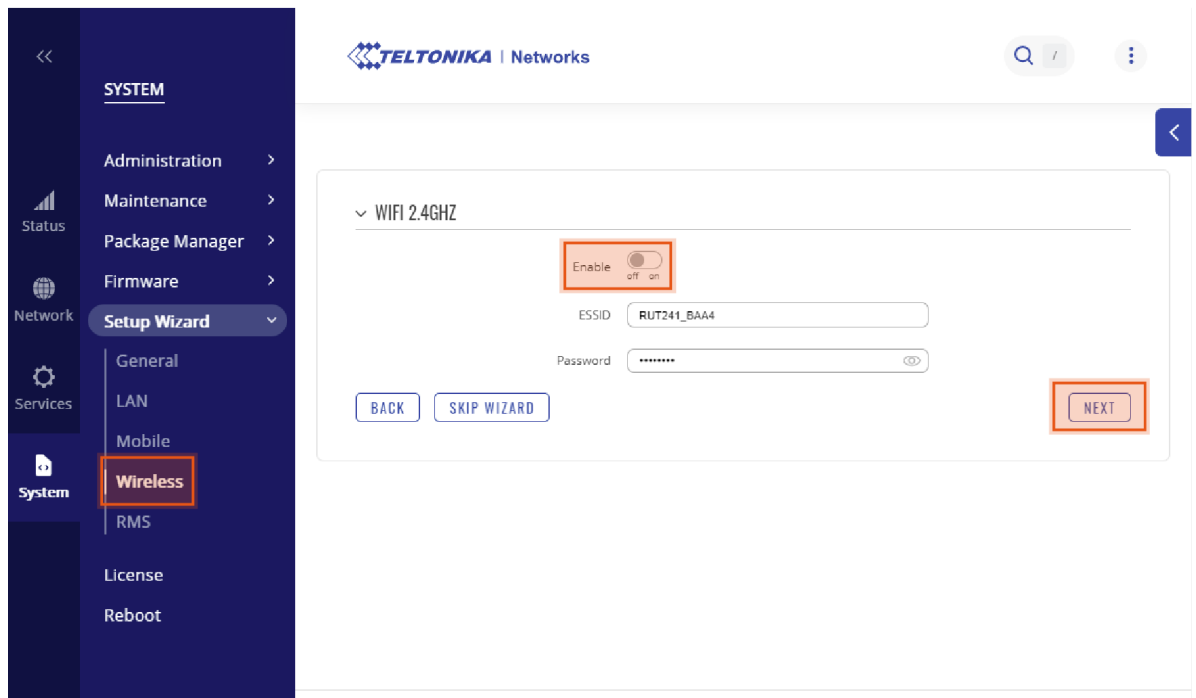 TELTONIKA | Networks
/
SYSTEM
Administration
Maintenance
Package Manager
Firmware
Setup Wizard
General
LAN
Mobile
Wireless
RMS
License
Reboot
Status
Network
Services
System
WIFI 2.4GHZ
Enable
off on
ESSID
RUT241_BAA4
Password
••••••••
BACK
SKIP WIZARD
NEXT